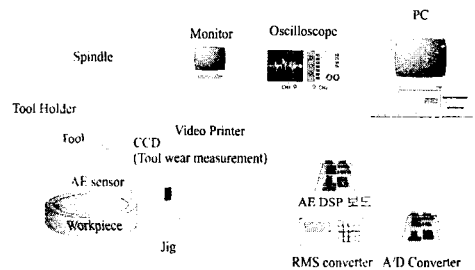 PC
Oscilloscope
Monitor
Spindle
Tool Holder
Tool
Video Printer
CCD
(Tool wear measurement)
AE sensor
AE DSP 보드
Workpiece
Jig
RMS converter
A/D Converter